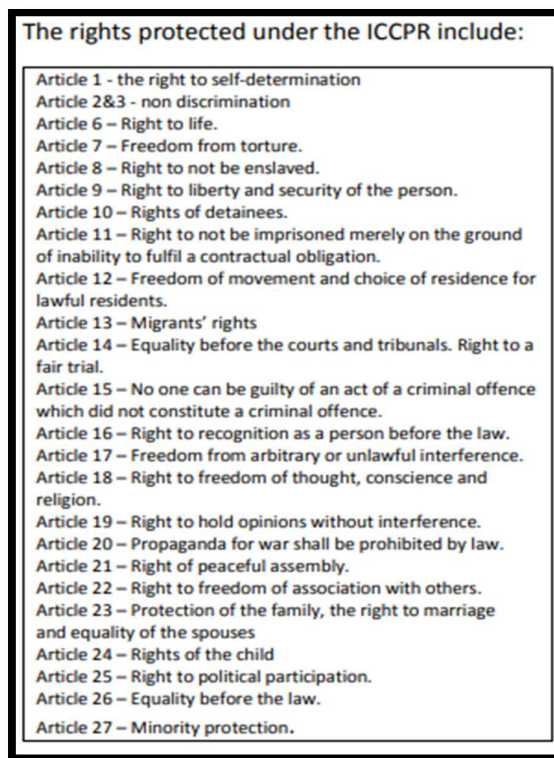 The rights protected under the ICCPR include:
Article 1 - the right to self-determination
Article 2&3 - non discrimination
Article 6 – Right to life.
Article 7 – Freedom from torture.
Article 8 – Right to not be enslaved.
Article 9 – Right to liberty and security of the person.
Article 10 – Rights of detainees.
Article 11 – Right to not be imprisoned merely on the ground
of inability to fulfil a contractual obligation.
Article 12 – Freedom of movement and choice of residence for
lawful residents.
Article 13 – Migrants’ rights
Article 14 – Equality before the courts and tribunals. Right to a
fair trial.
Article 15 – No one can be guilty of an act of a criminal offence
which did not constitute a criminal offence.
Article 16 – Right to recognition as a person before the law.
Article 17 – Freedom from arbitrary or unlawful interference.
Article 18 – Right to freedom of thought, conscience and
religion.
Article 19 – Right to hold opinions without interference.
Article 20 – Propaganda for war shall be prohibited by law.
Article 21 – Right of peaceful assembly.
Article 22 – Right to freedom of association with others.
Article 23 – Protection of the family, the right to marriage
and equality of the spouses
Article 24 – Rights of the child
Article 25 – Right to political participation.
Article 26 – Equality before the law.
Article 27 – Minority protection.